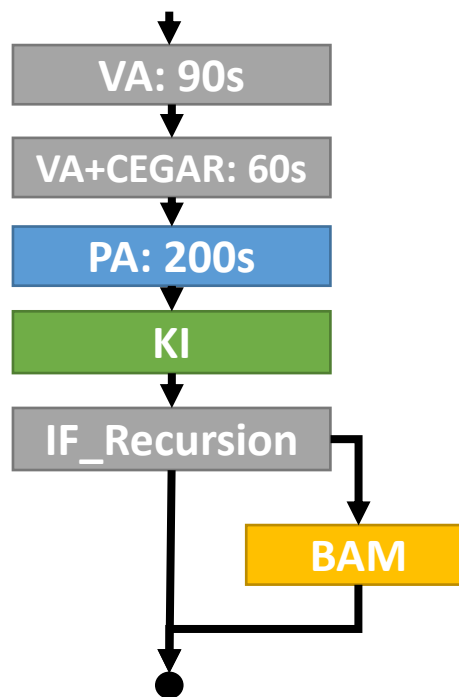 VA: 90s
VA+CEGAR: 60s
PA: 200s
KI
IF_Recursion
BAM